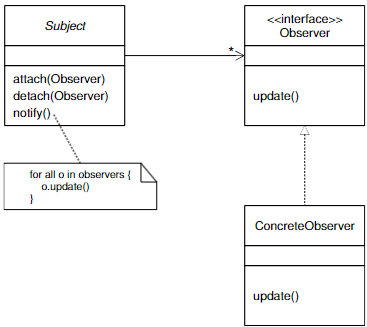 Subject
attach(Observer)
detach(Observer)
notify()
for all o in observers {
o.update()
}
*
<<interface>>
Observer
update()
ConcreteObserver
update()